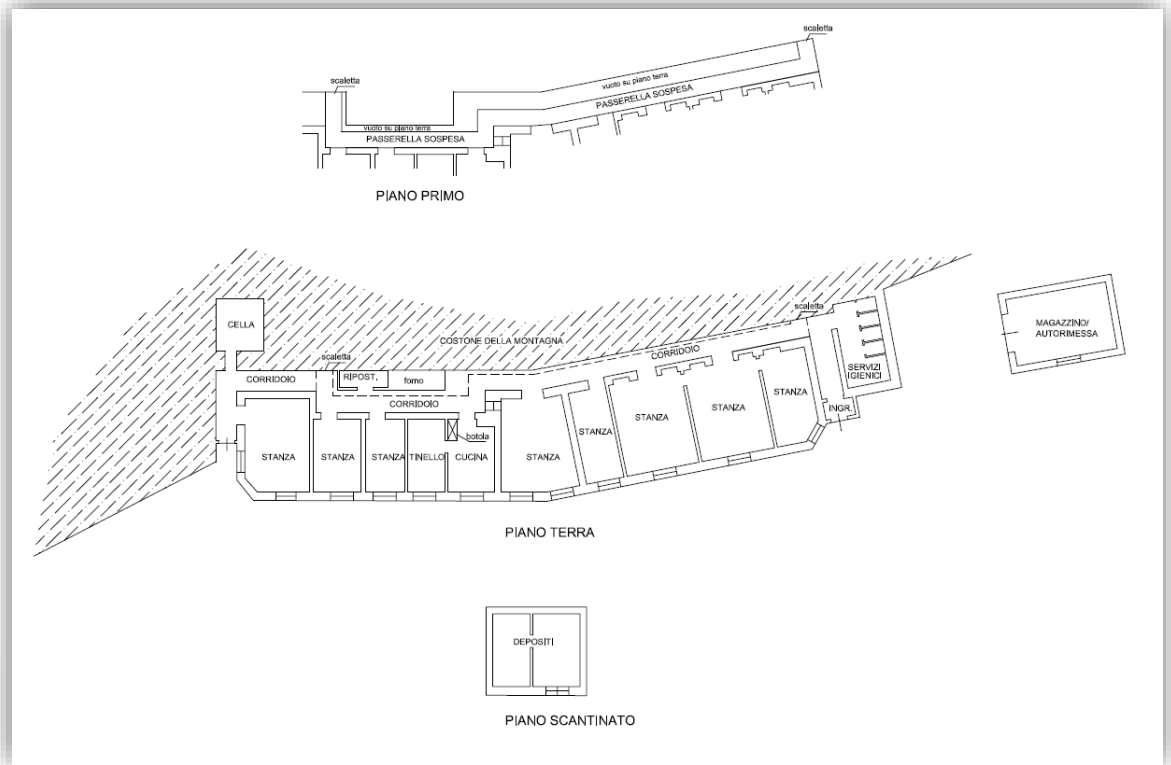 scaletta
vuoto su piano terra
PASSERELLA SOSPESA
scaletta
vuoto su piano terra
PASSERELLA SOSPESA
PIANO PRIMO
CELLA
COSTONE DELLA MONTAGNA
scaletta
scaletta
CORRIDOIO
RIPOST.
forno
CORRIDOIO
CORRIDOIO
SERVIZI
IGIENICI
INGR.
MAGAZZINO/
AUTORIMESSA
STANZA
STANZA
STANZA
TINELLO
botola
CUCINA
STANZA
STANZA
STANZA
STANZA
STANZA
PIANO TERRA
DEPOSITI
PIANO SCANTINATO